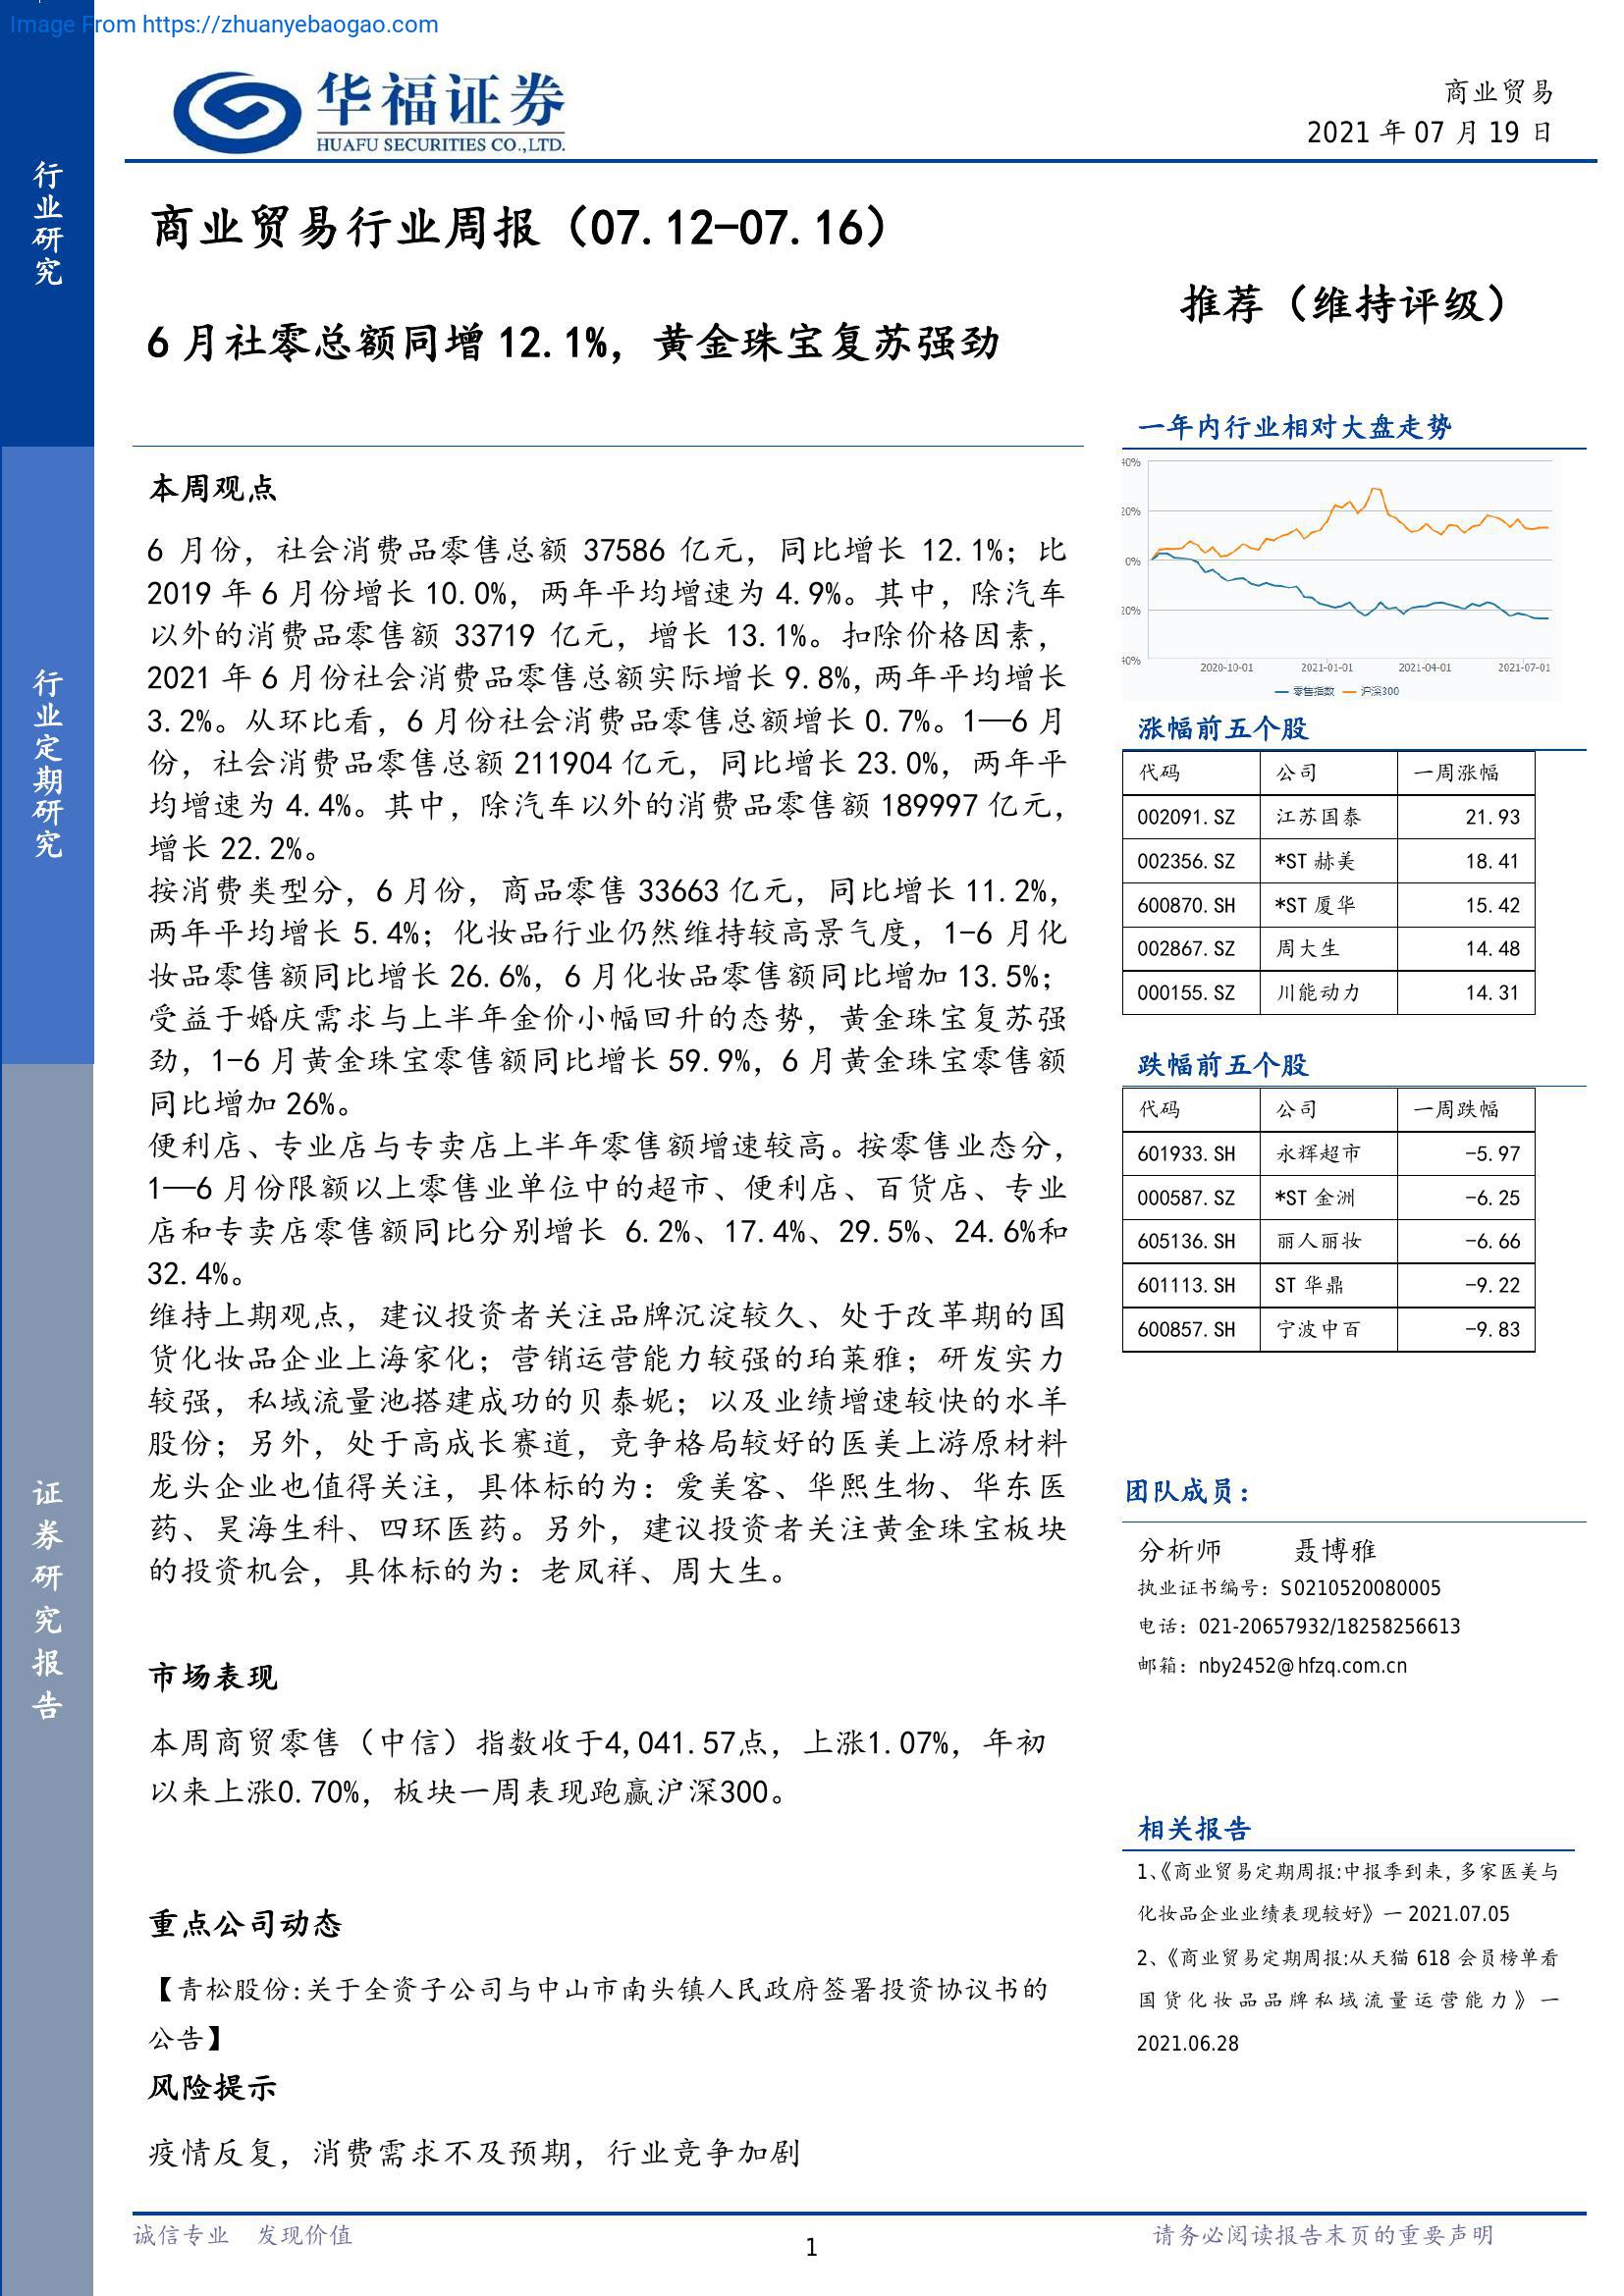 Image From https://zhuanyebaogao.com
华福证券
HUAFU SECURITIES CO.,LTD.
商业贸易
2021 年 07 月 19 日
行业研究
行业定期研究
证券研究报告
商业贸易行业周报（07.12-07.16）
6 月社零总额同增 12.1%，黄金珠宝复苏强劲
推荐（维持评级）
本周观点
6 月份，社会消费品零售总额 37586 亿元，同比增长 12.1%；比
2019 年 6 月份增长 10.0%，两年平均增速为 4.9%。其中，除汽车
以外的消费品零售额 33719 亿元，增长 13.1%。扣除价格因素，
2021 年 6 月份社会消费品零售总额实际增长 9.8%，两年平均增长
3.2%。从环比看，6 月份社会消费品零售总额增长 0.7%。1—6 月
份，社会消费品零售总额 211904 亿元，同比增长 23.0%，两年平
均增速为 4.4%。其中，除汽车以外的消费品零售额 189997 亿元，
增长 22.2%。
按消费类型分，6 月份，商品零售 33663 亿元，同比增长 11.2%，
两年平均增长 5.4%；化妆品行业仍然维持较高景气度，1-6 月化
妆品零售额同比增长 26.6%，6 月化妆品零售额同比增加 13.5%；
受益于婚庆需求与上半年金价小幅回升的态势，黄金珠宝复苏强
劲，1-6 月黄金珠宝零售额同比增长 59.9%，6 月黄金珠宝零售额
同比增加 26%。
便利店、专业店与专卖店上半年零售额增速较高。按零售业态分，
1—6 月份限额以上零售业单位中的超市、便利店、百货店、专业
店和专卖店零售额同比分别增长 6.2%、17.4%、29.5%、24.6%和
32.4%。
维持上期观点，建议投资者关注品牌沉淀较久、处于改革期的国
货化妆品企业上海家化；营销运营能力较强的珀莱雅；研发实力
较强，私域流量池搭建成功的贝泰妮；以及业绩增速较快的水羊
股份；另外，处于高成长赛道，竞争格局较好的医美上游原材料
龙头企业也值得关注，具体标的为：爱美客、华熙生物、华东医
药、昊海生科、四环医药。另外，建议投资者关注黄金珠宝板块
的投资机会，具体标的为：老凤祥、周大生。
市场表现
本周商贸零售（中信）指数收于4,041.57点，上涨1.07%，年初
以来上涨0.70%，板块一周表现跑赢沪深300。
重点公司动态
【青松股份:关于全资子公司与中山市南头镇人民政府签署投资协议书的
公告】
风险提示
疫情反复，消费需求不及预期，行业竞争加剧
一年内行业相对大盘走势
40%
20%
0%
20%
40%
2020-10-01 2021-01-01 2021-04-01 2021-07-01
零售指数 沪深300
涨幅前五个股
代码 公司 一周涨幅
002091.SZ 江苏国泰 21.93
002356.SZ *ST 赫美 18.41
600870.SH *ST 厦华 15.42
002867.SZ 周大生 14.48
000155.SZ 川能动力 14.31
跌幅前五个股
代码 公司 一周跌幅
601933.SH 永辉超市 -5.97
000587.SZ *ST 金洲 -6.25
605136.SH 丽人丽妆 -6.66
601113.SH ST 华鼎 -9.22
600857.SH 宁波中百 -9.83
团队成员：
分析师 聂博雅
执业证书编号：S0210520080005
电话：021-20657932/18258256613
邮箱：nby2452@hfzq.com.cn
相关报告
1、《商业贸易定期周报:中报季到来，多家医美与
化妆品企业业绩表现较好》一 2021.07.05
2、《商业贸易定期周报:从天猫 618 会员榜单看
国货化妆品品牌私域流量运营能力》一
2021.06.28
诚信专业 发现价值
1
请务必阅读报告末页的重要声明